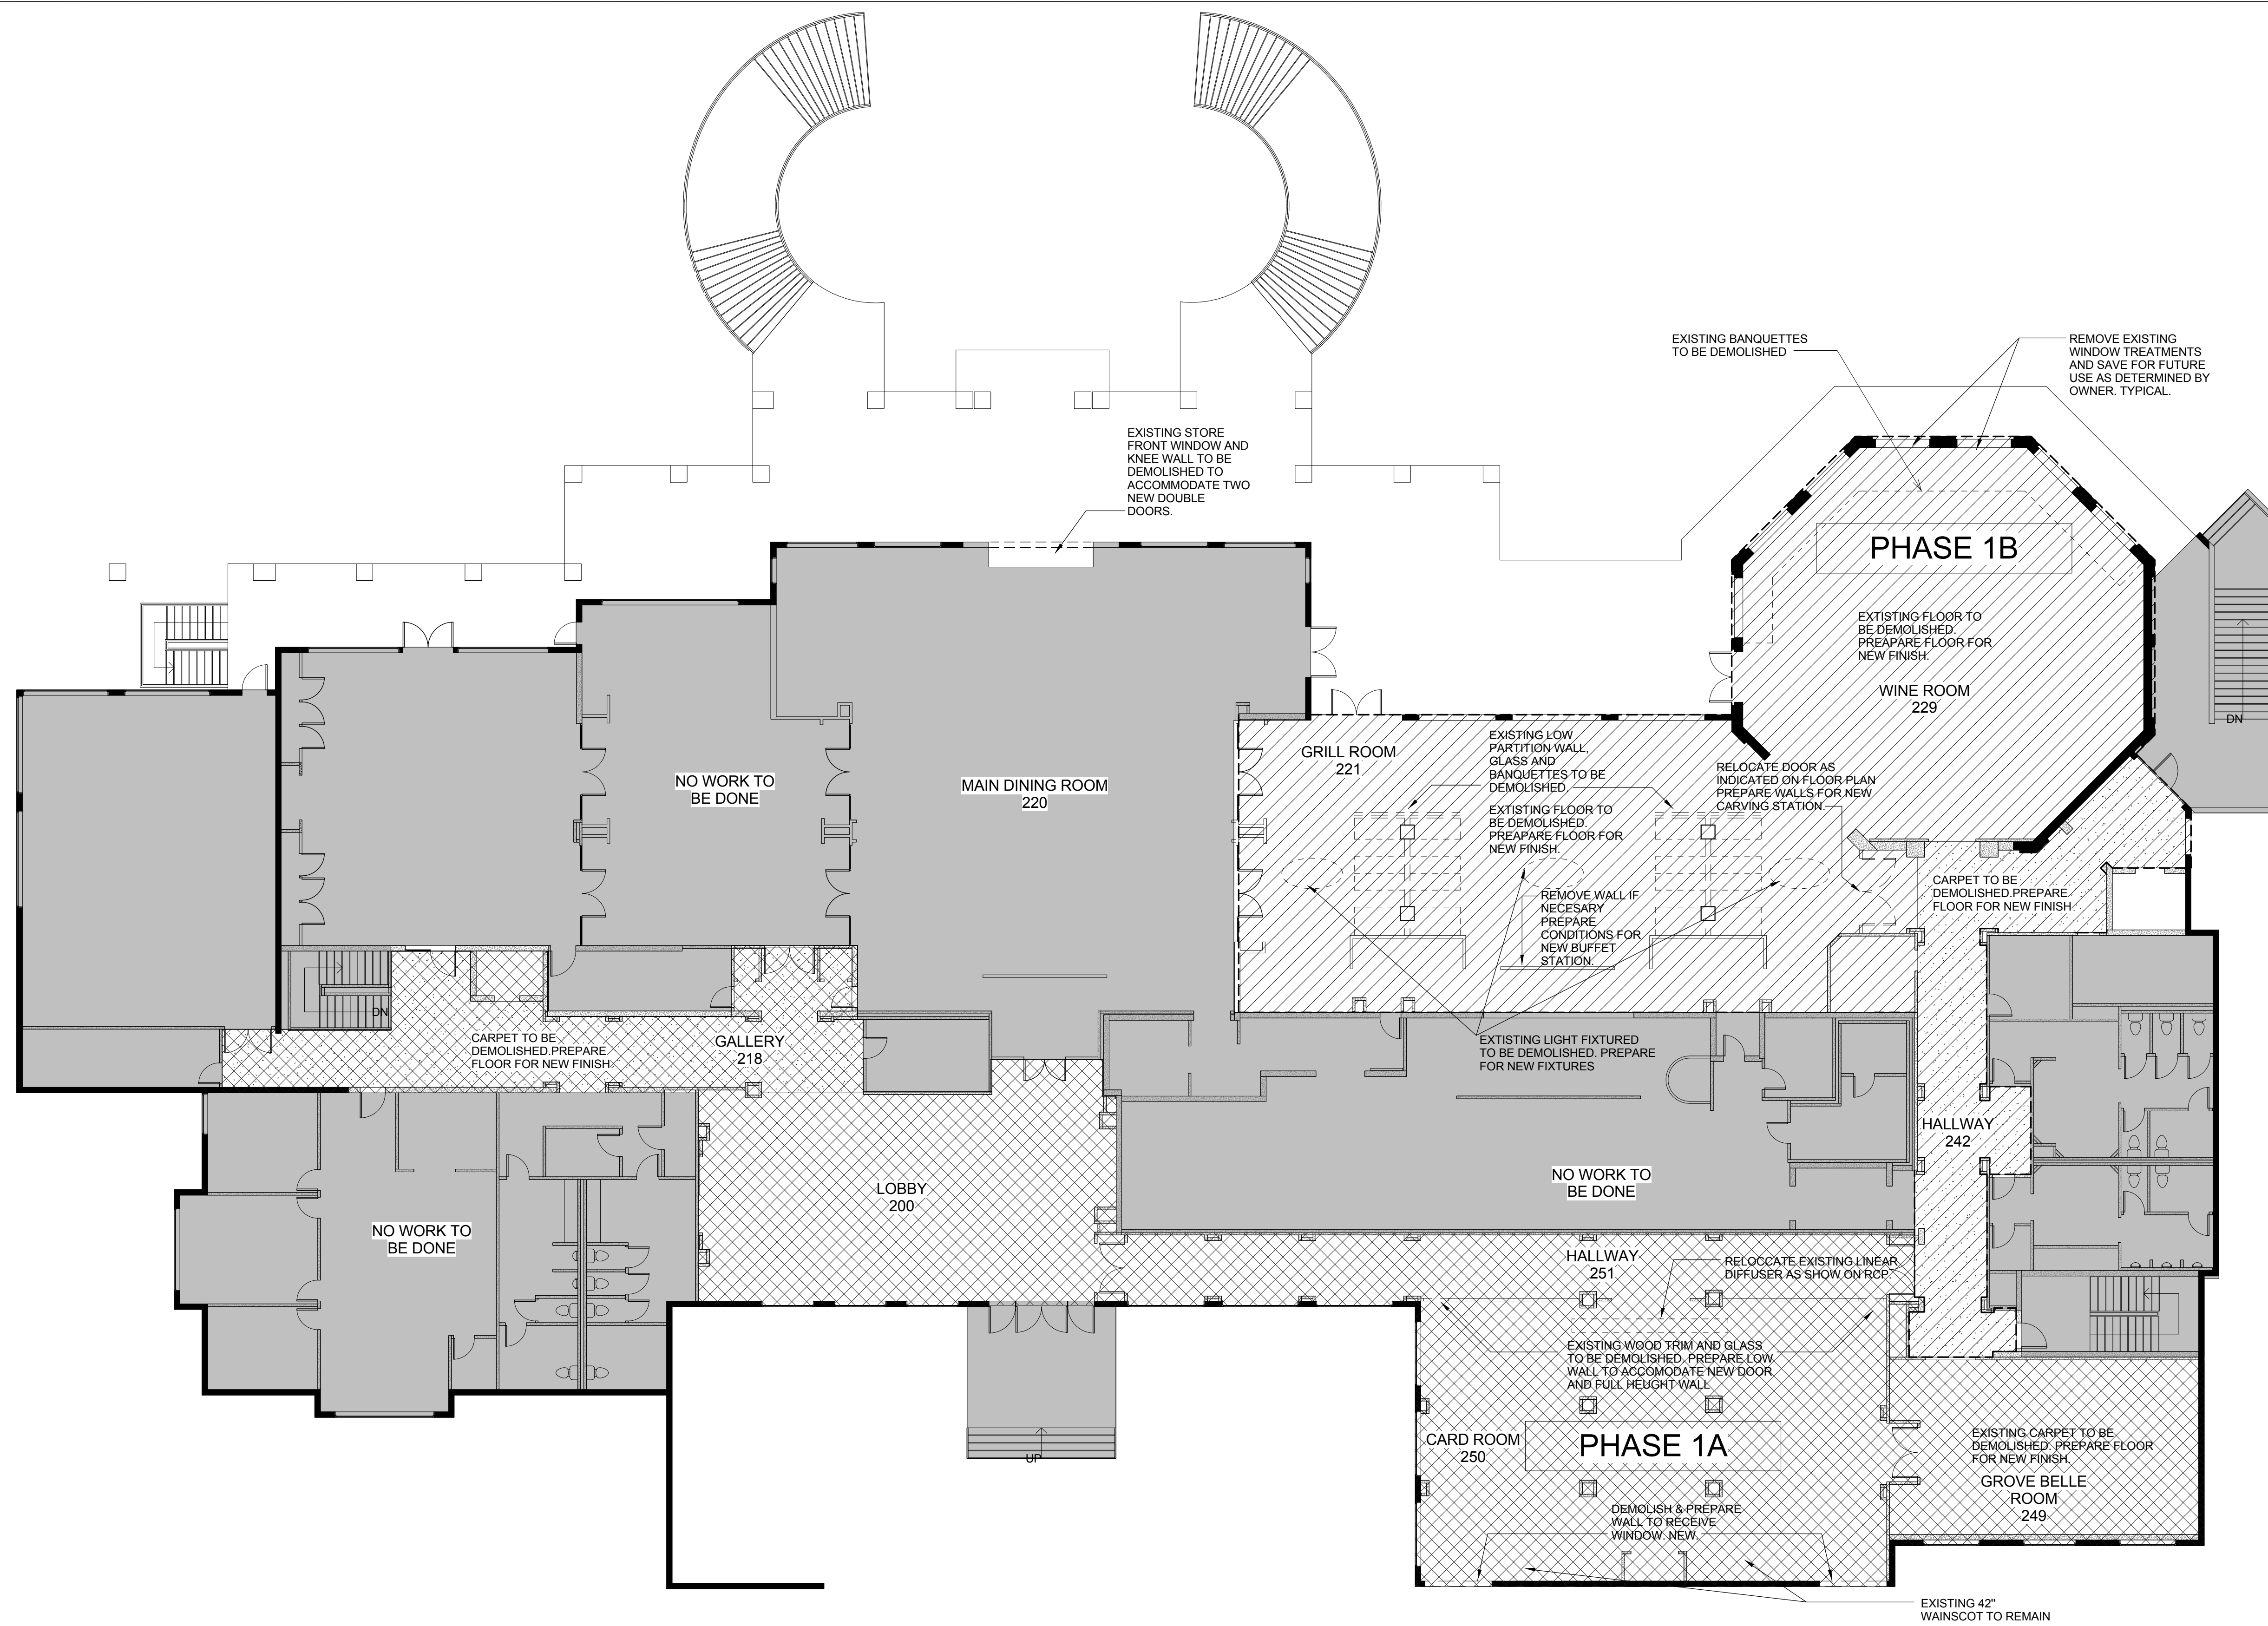 EXISTING BANQUETTES
TO BE DEMOLISHED
REMOVE EXISTING
WINDOW TREATMENTS
AND SAVE FOR FUTURE
USE AS DETERMINED BY
OWNER. TYPICAL.
EXISTING STORE
FRONT WINDOW AND
KNEE WALL TO BE
DEMOLISHED TO
ACCOMMODATE TWO
NEW DOUBLE
DOORS.
PHASE 1B
EXTISTING FLOOR TO
BE DEMOLISHED.
PREAPARE FLOOR FOR
NEW FINISH.
WINE ROOM
229
DN
GRILL ROOM
221
EXISTING LOW
PARTITION WALL,
GLASS AND
BANQUETTES TO BE
DEMOLISHED.
EXTISTING FLOOR TO
BE DEMOLISHED.
PREAPARE FLOOR FOR
NEW FINISH.
RELOCATE DOOR AS
INDICATED ON FLOOR PLAN
PREPARE WALLS FOR NEW
CARVING STATION.
NO WORK TO
BE DONE
MAIN DINING ROOM
220
REMOVE WALL IF
NECESARY
PREPARE
CONDITIONS FOR
NEW BUFFET
STATION.
CARPET TO BE
DEMOLISHED.PREPARE
FLOOR FOR NEW FINISH
DN
CARPET TO BE
DEMOLISHED.PREPARE
FLOOR FOR NEW FINISH
GALLERY
218
EXTISTING LIGHT FIXTURED
TO BE DEMOLISHED. PREPARE
FOR NEW FIXTURES
HALLWAY
242
LOBBY
200
NO WORK TO
BE DONE
NO WORK TO
BE DONE
HALLWAY
251
RELOCCATE EXISTING LINEAR
DIFFUSER AS SHOW ON RCP.
EXISTING WOOD TRIM AND GLASS
TO BE DEMOLISHED. PREPARE LOW
WALL TO ACCOMODATE NEW DOOR
AND FULL HEUGHT WALL
CARD ROOM
250
PHASE 1A
EXISTING CARPET TO BE
DEMOLISHED. PREPARE FLOOR
FOR NEW FINISH.
GROVE BELLE
ROOM
249
UP
DEMOLISH & PREPARE
WALL TO RECEIVE
WINDOW. NEW.
EXISTING 42"
WAINSCOT TO REMAIN